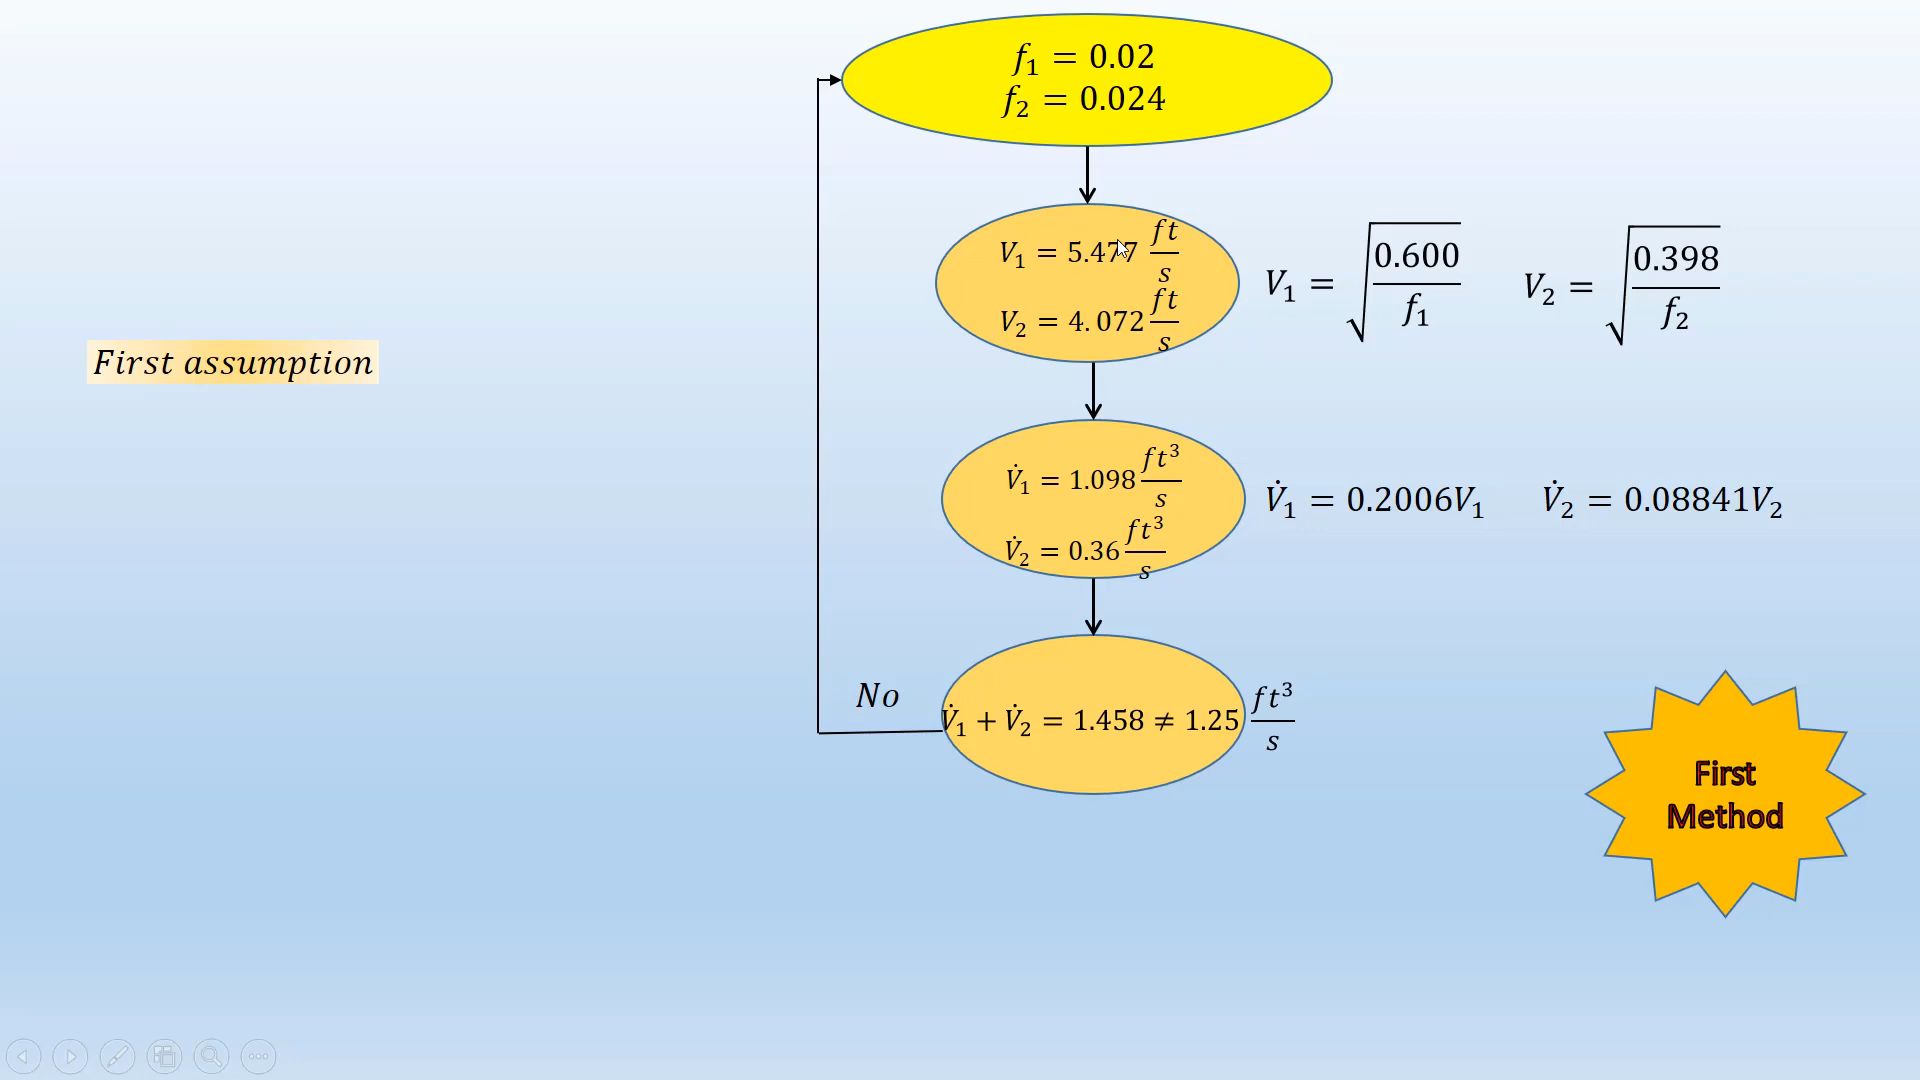 f₁ = 0.02
f₂ = 0.024
V₁ = 5.477 ft/s
V₂ = 4.072 ft/s
V₁ = √(0.600/f₁)
V₂ = √(0.398/f₂)
First assumption
V̇₁ = 1.098 ft³/s
V̇₂ = 0.36 ft³/s
V̇₁ = 0.2006V₁
V̇₂ = 0.08841V₂
No
V̇₁ + V̇₂ = 1.458 ≠ 1.25 ft³/s
First
Method